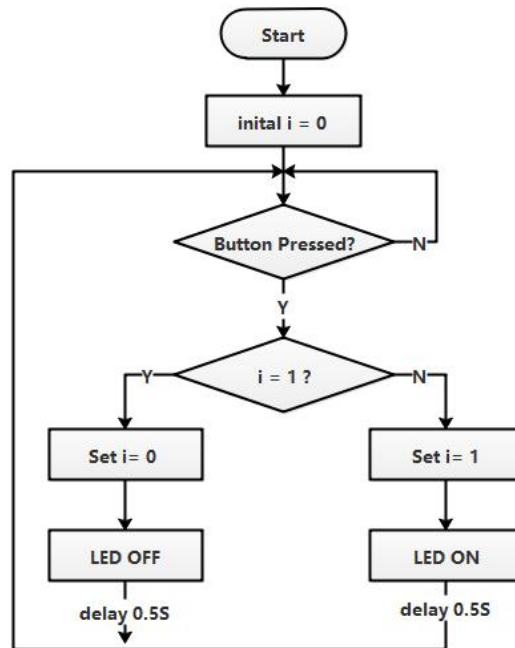 Start
inital i = 0
Button Pressed?
N
Y
i = 1 ?
Y
N
Set i= 0
Set i= 1
LED OFF
LED ON
delay 0.5S
delay 0.5S